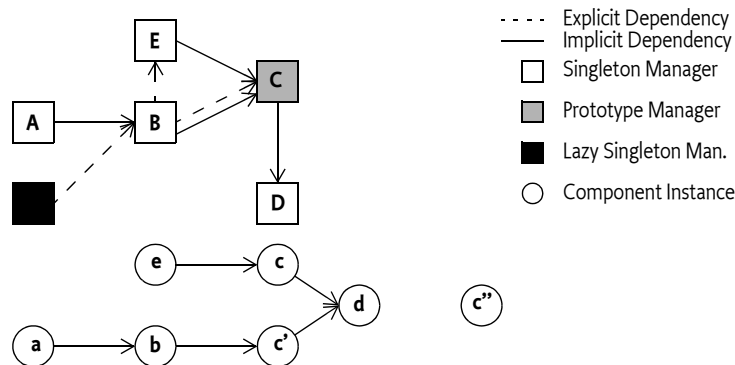 Explicit Dependency
Implicit Dependency
Singleton Manager
Prototype Manager
Lazy Singleton Man.
Component Instance
E
C
A
B
D
e
c
d
c”
a
b
c’